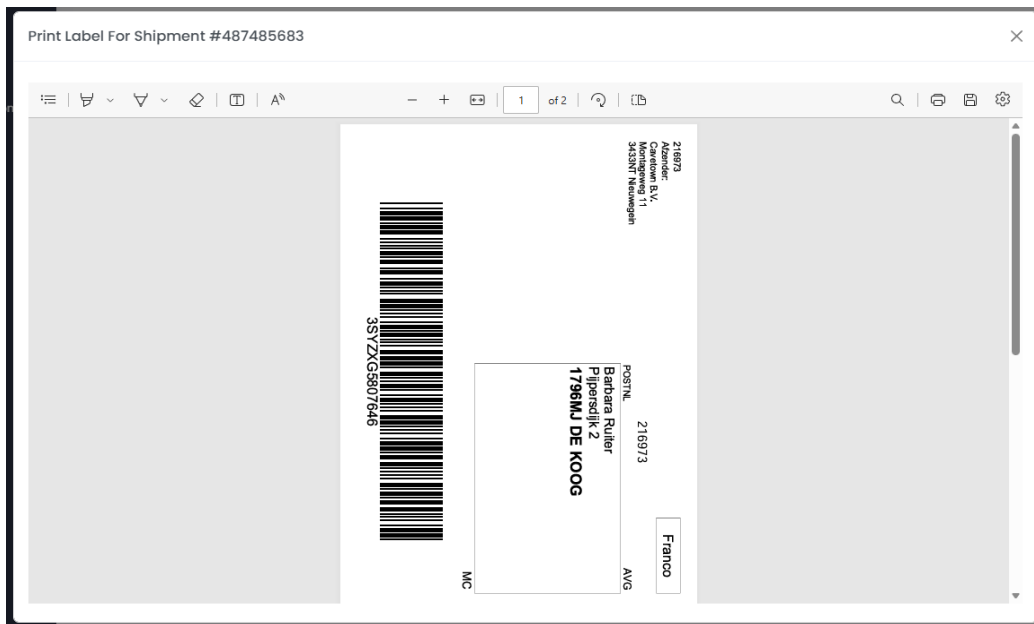 Print Label For Shipment #487485683
1 of 2
216973
Afzender:
Cavetown B.V.
Montageweg 11
3433NT Nieuwegein
3SYZXG5807646
POSTNL
216973
Barbara Ruiter
Pijpersdijk 2
1796MJ DE KOOG
Franco
AVG
MC